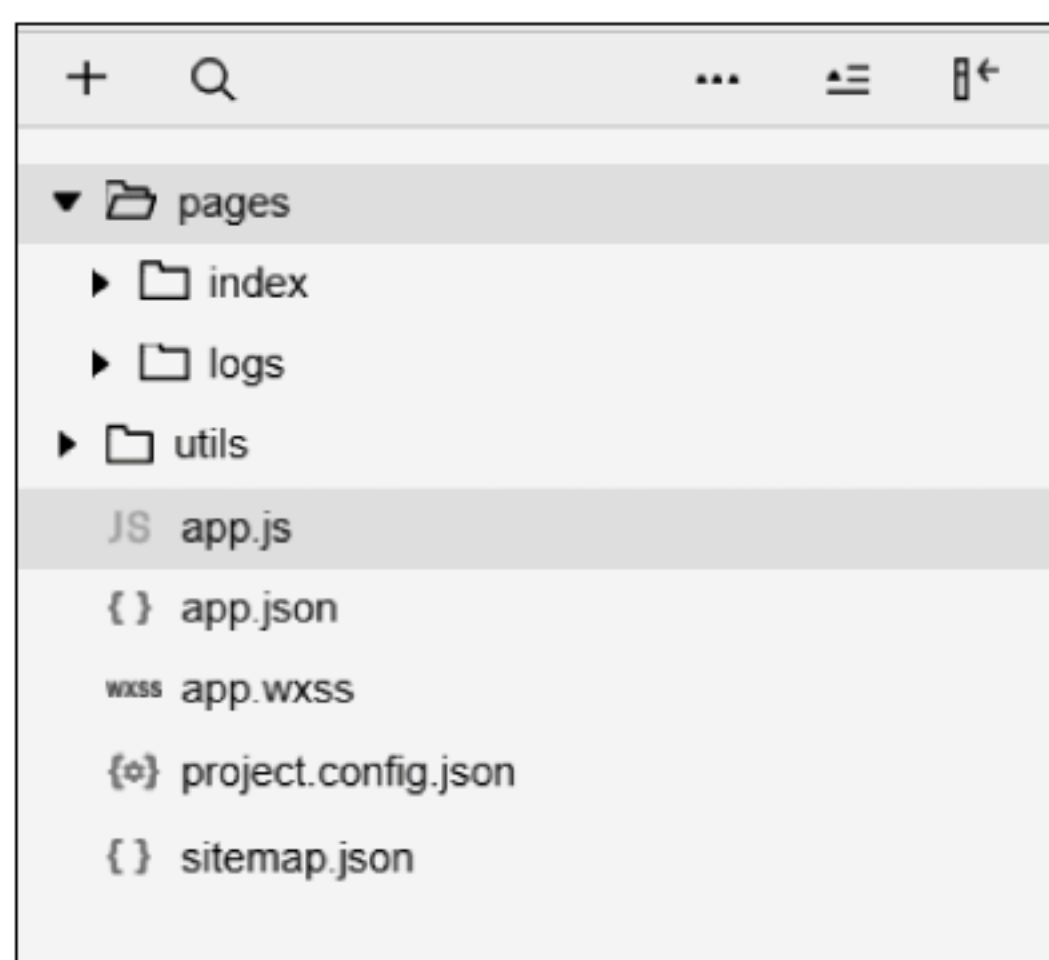 pages
index
logs
utils
JS app.js
{ } app.json
wxss app.wxss
{} project.config.json
{ } sitemap.json